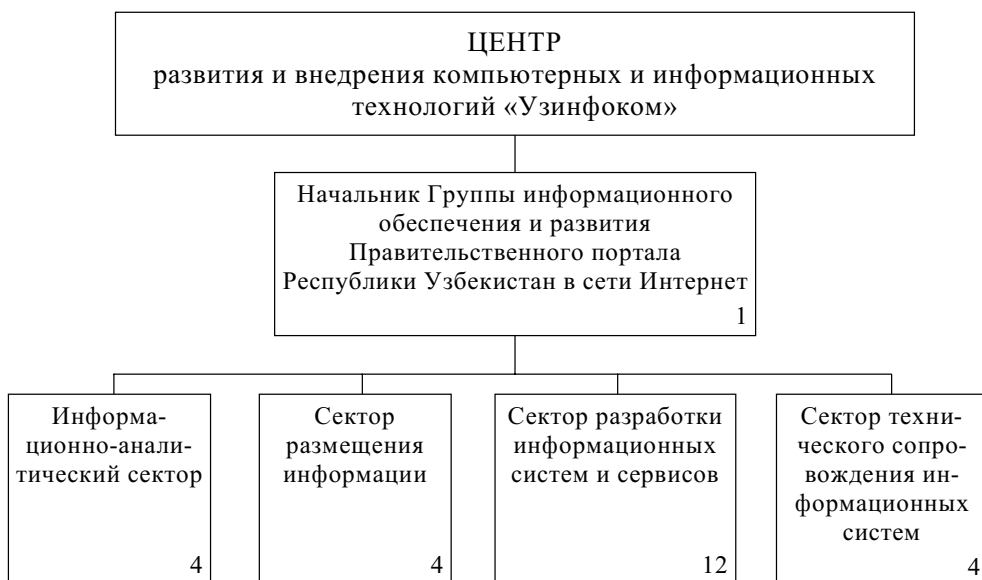 ЦЕНТР
развития и внедрения компьютерных и информационных
технологий «Узинфоком»
Начальник Группы информационного
обеспечения и развития
Правительственного портала
Республики Узбекистан в сети Интернет
1
Информа-
ционно-анали-
тический сектор
4
Сектор
размещения
информации
4
Сектор разработки
информационных
систем и сервисов
12
Сектор техни-
ческого сопро-
вождения ин-
формационных
систем
4